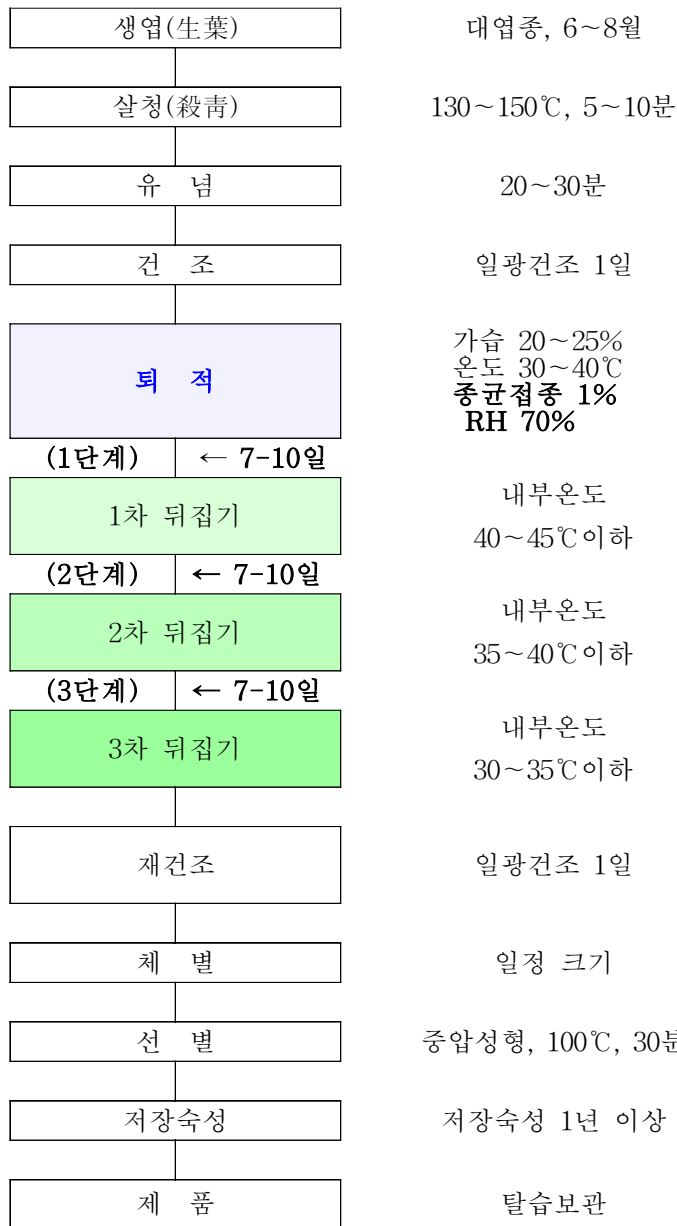 생엽(生葉) 대엽종, 6~8월
살청(殺靑) 130~150℃, 5~10분
유 념 20~30분
건 조 일광건조 1일
퇴 적
가습 20~25%
온도 30~40℃
종균접종 1%
RH 70%
(1단계) ← 7-10일
1차 뒤집기
내부온도
40~45℃이하
(2단계) ← 7-10일
2차 뒤집기
내부온도
35~40℃이하
(3단계) ← 7-10일
3차 뒤집기
내부온도
30~35℃이하
재건조 일광건조 1일
체 별 일정 크기
선 별 중압성형, 100℃, 30분
저장숙성 저장숙성 1년 이상
제 품 탈습보관